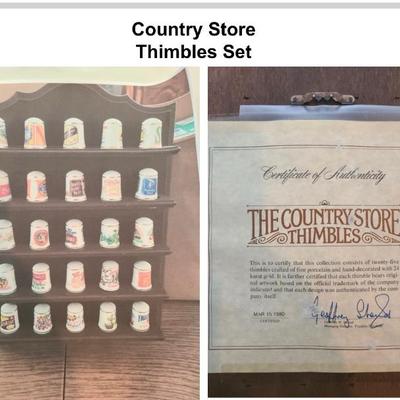 Country Store
Thimbles Set
Certificate of Authenticity
THE COUNTRY STORE
THIMBLES
This is to certify that this collection consists of twenty-five
thimbles crafted of fine porcelain and hand-decorated with 24
karat gold. It is further certified that each thimble bears origi-
nal artwork based on the official trademark of the company
indicated and that each design was authenticated by the com-
pany itself.
MAR 15 1980
CERTIFIED